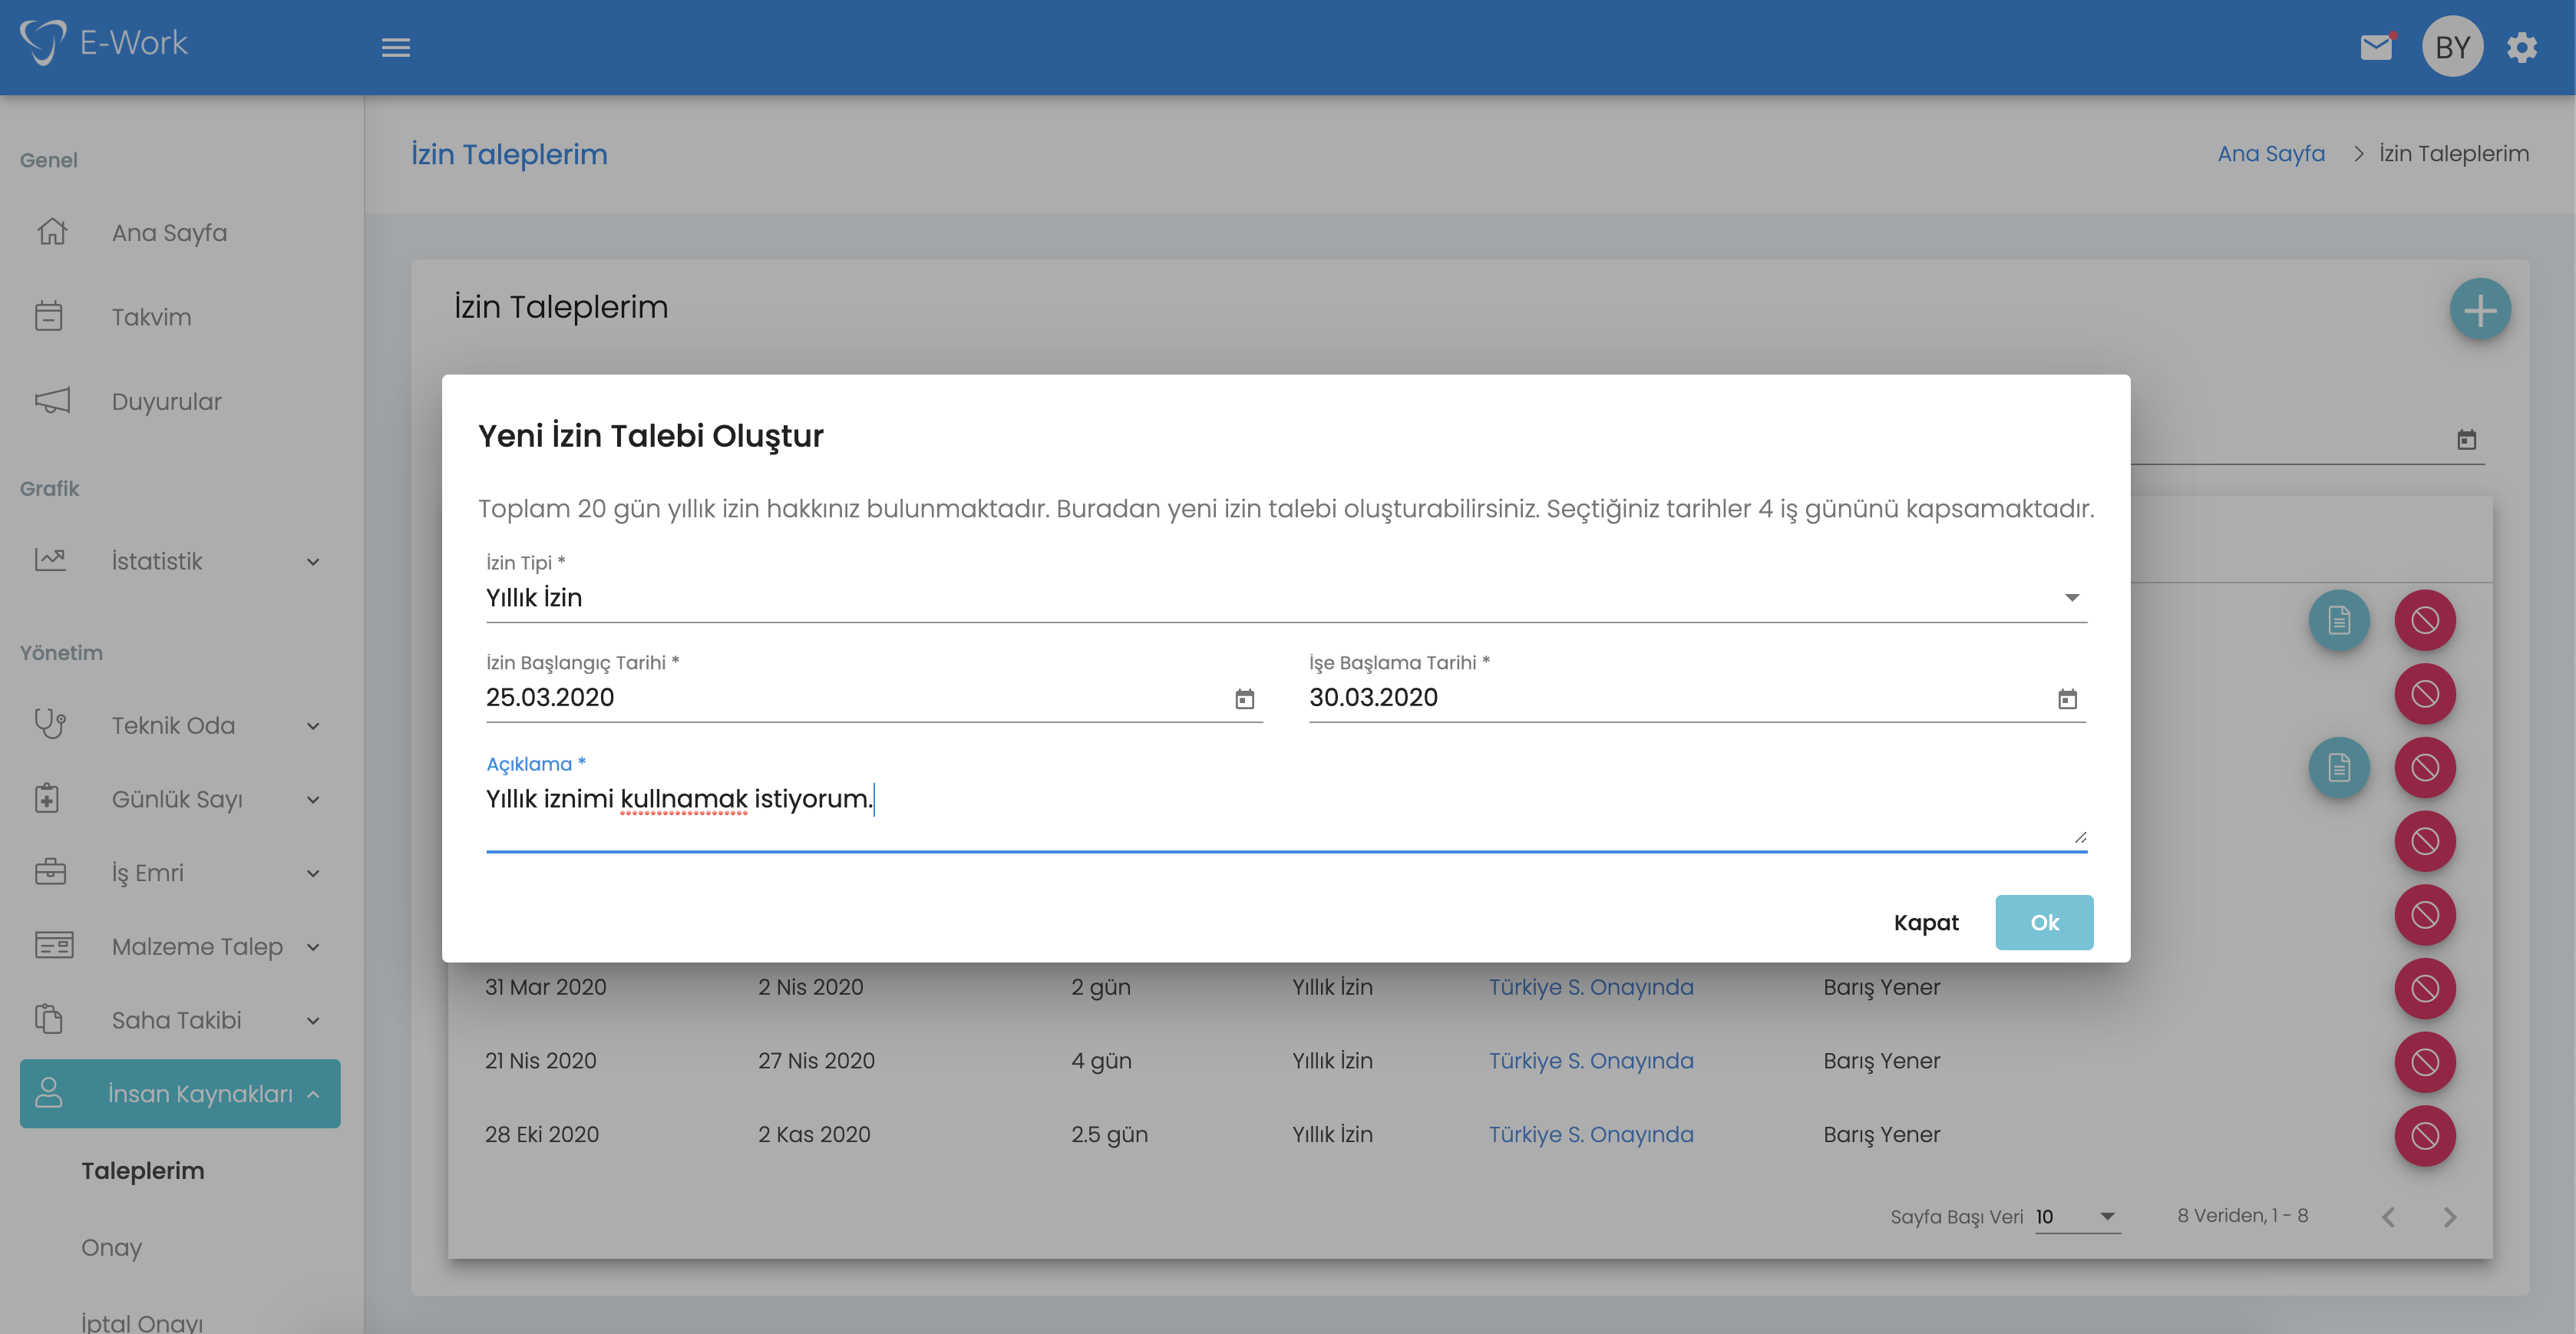 E-Work
BY
Genel
Ana Sayfa
Takvim
Duyurular
Grafik
İstatistik
Yönetim
Teknik Oda
Günlük Sayı
İş Emri
Malzeme Talep
Saha Takibi
İnsan Kaynakları
Taleplerim
Onay
İptal Onayı
İzin Taleplerim
Ana Sayfa > İzin Taleplerim
İzin Taleplerim
Yeni İzin Talebi Oluştur
Toplam 20 gün yıllık izin hakkınız bulunmaktadır. Buradan yeni izin talebi oluşturabilirsiniz. Seçtiğiniz tarihler 4 iş gününü kapsamaktadır.
İzin Tipi *
Yıllık İzin
İzin Başlangıç Tarihi * İşe Başlama Tarihi *
25.03.2020 30.03.2020
Açıklama *
Yıllık iznimi kullnamak istiyorum.
Kapat Ok
31 Mar 2020 2 Nis 2020 2 gün Yıllık İzin Türkiye S. Onayında Barış Yener
21 Nis 2020 27 Nis 2020 4 gün Yıllık İzin Türkiye S. Onayında Barış Yener
28 Eki 2020 2 Kas 2020 2.5 gün Yıllık İzin Türkiye S. Onayında Barış Yener
Sayfa Başı Veri 10 8 Veriden, 1 - 8